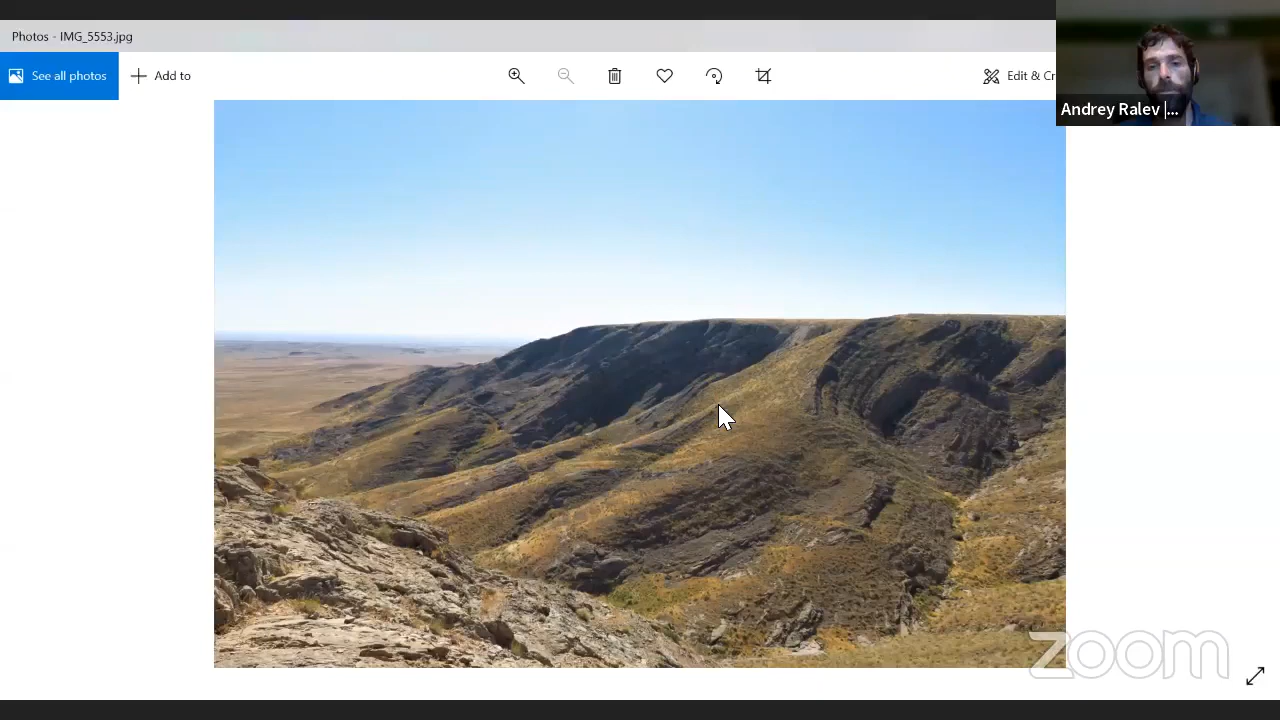 Photos - IMG_5553.jpg
See all photos
Add to
Edit & Cr
Andrey Ralev |...
zoom